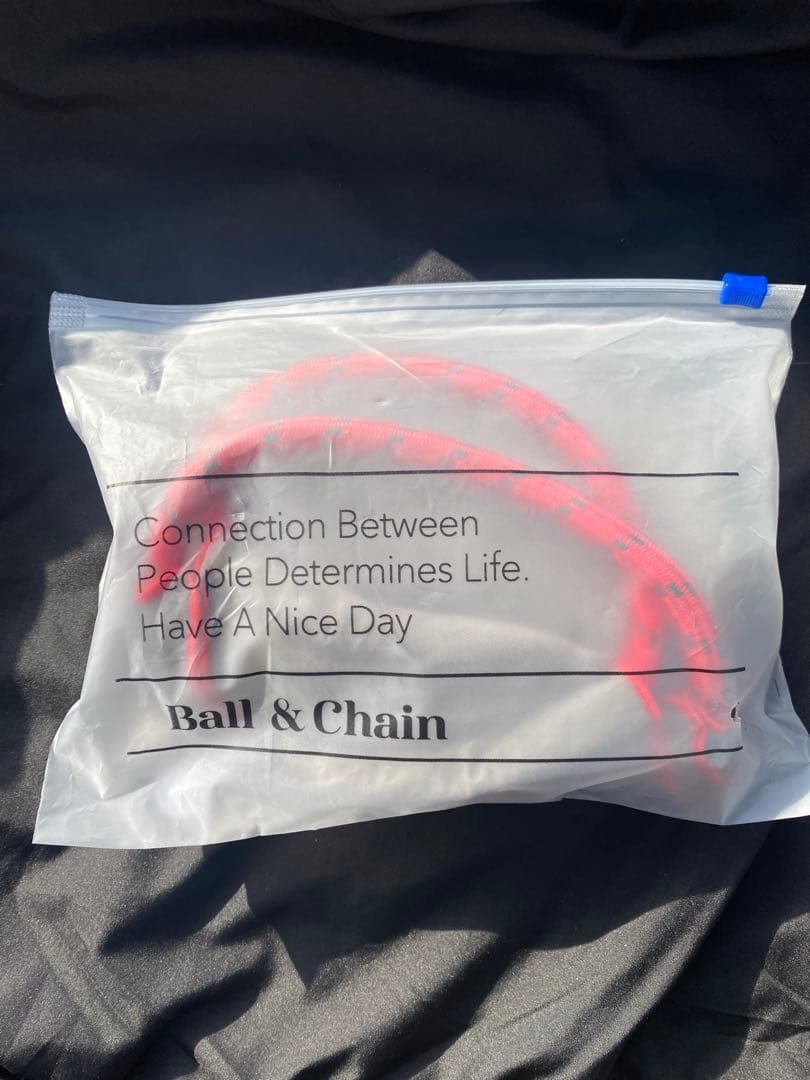 Connection Between
People Determines Life.
Have A Nice Day
Ball & Chain